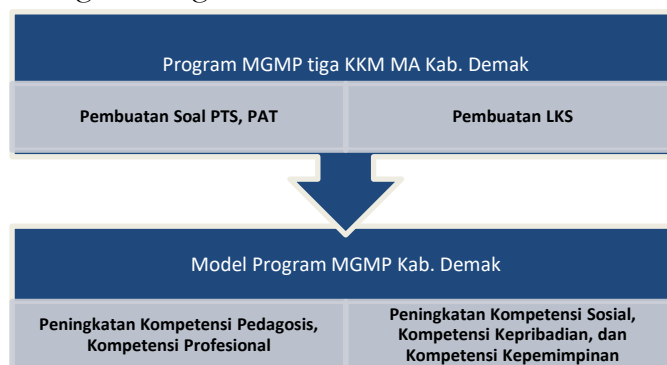 Program MGMP tiga KKM MA Kab. Demak
Pembuatan Soal PTS, PAT
Pembuatan LKS
Model Program MGMP Kab. Demak
Peningkatan Kompetensi Pedagosis,
Kompetensi Profesional
Peningkatan Kompetensi Sosial,
Kompetensi Kepribadian, dan
Kompetensi Kepemimpinan